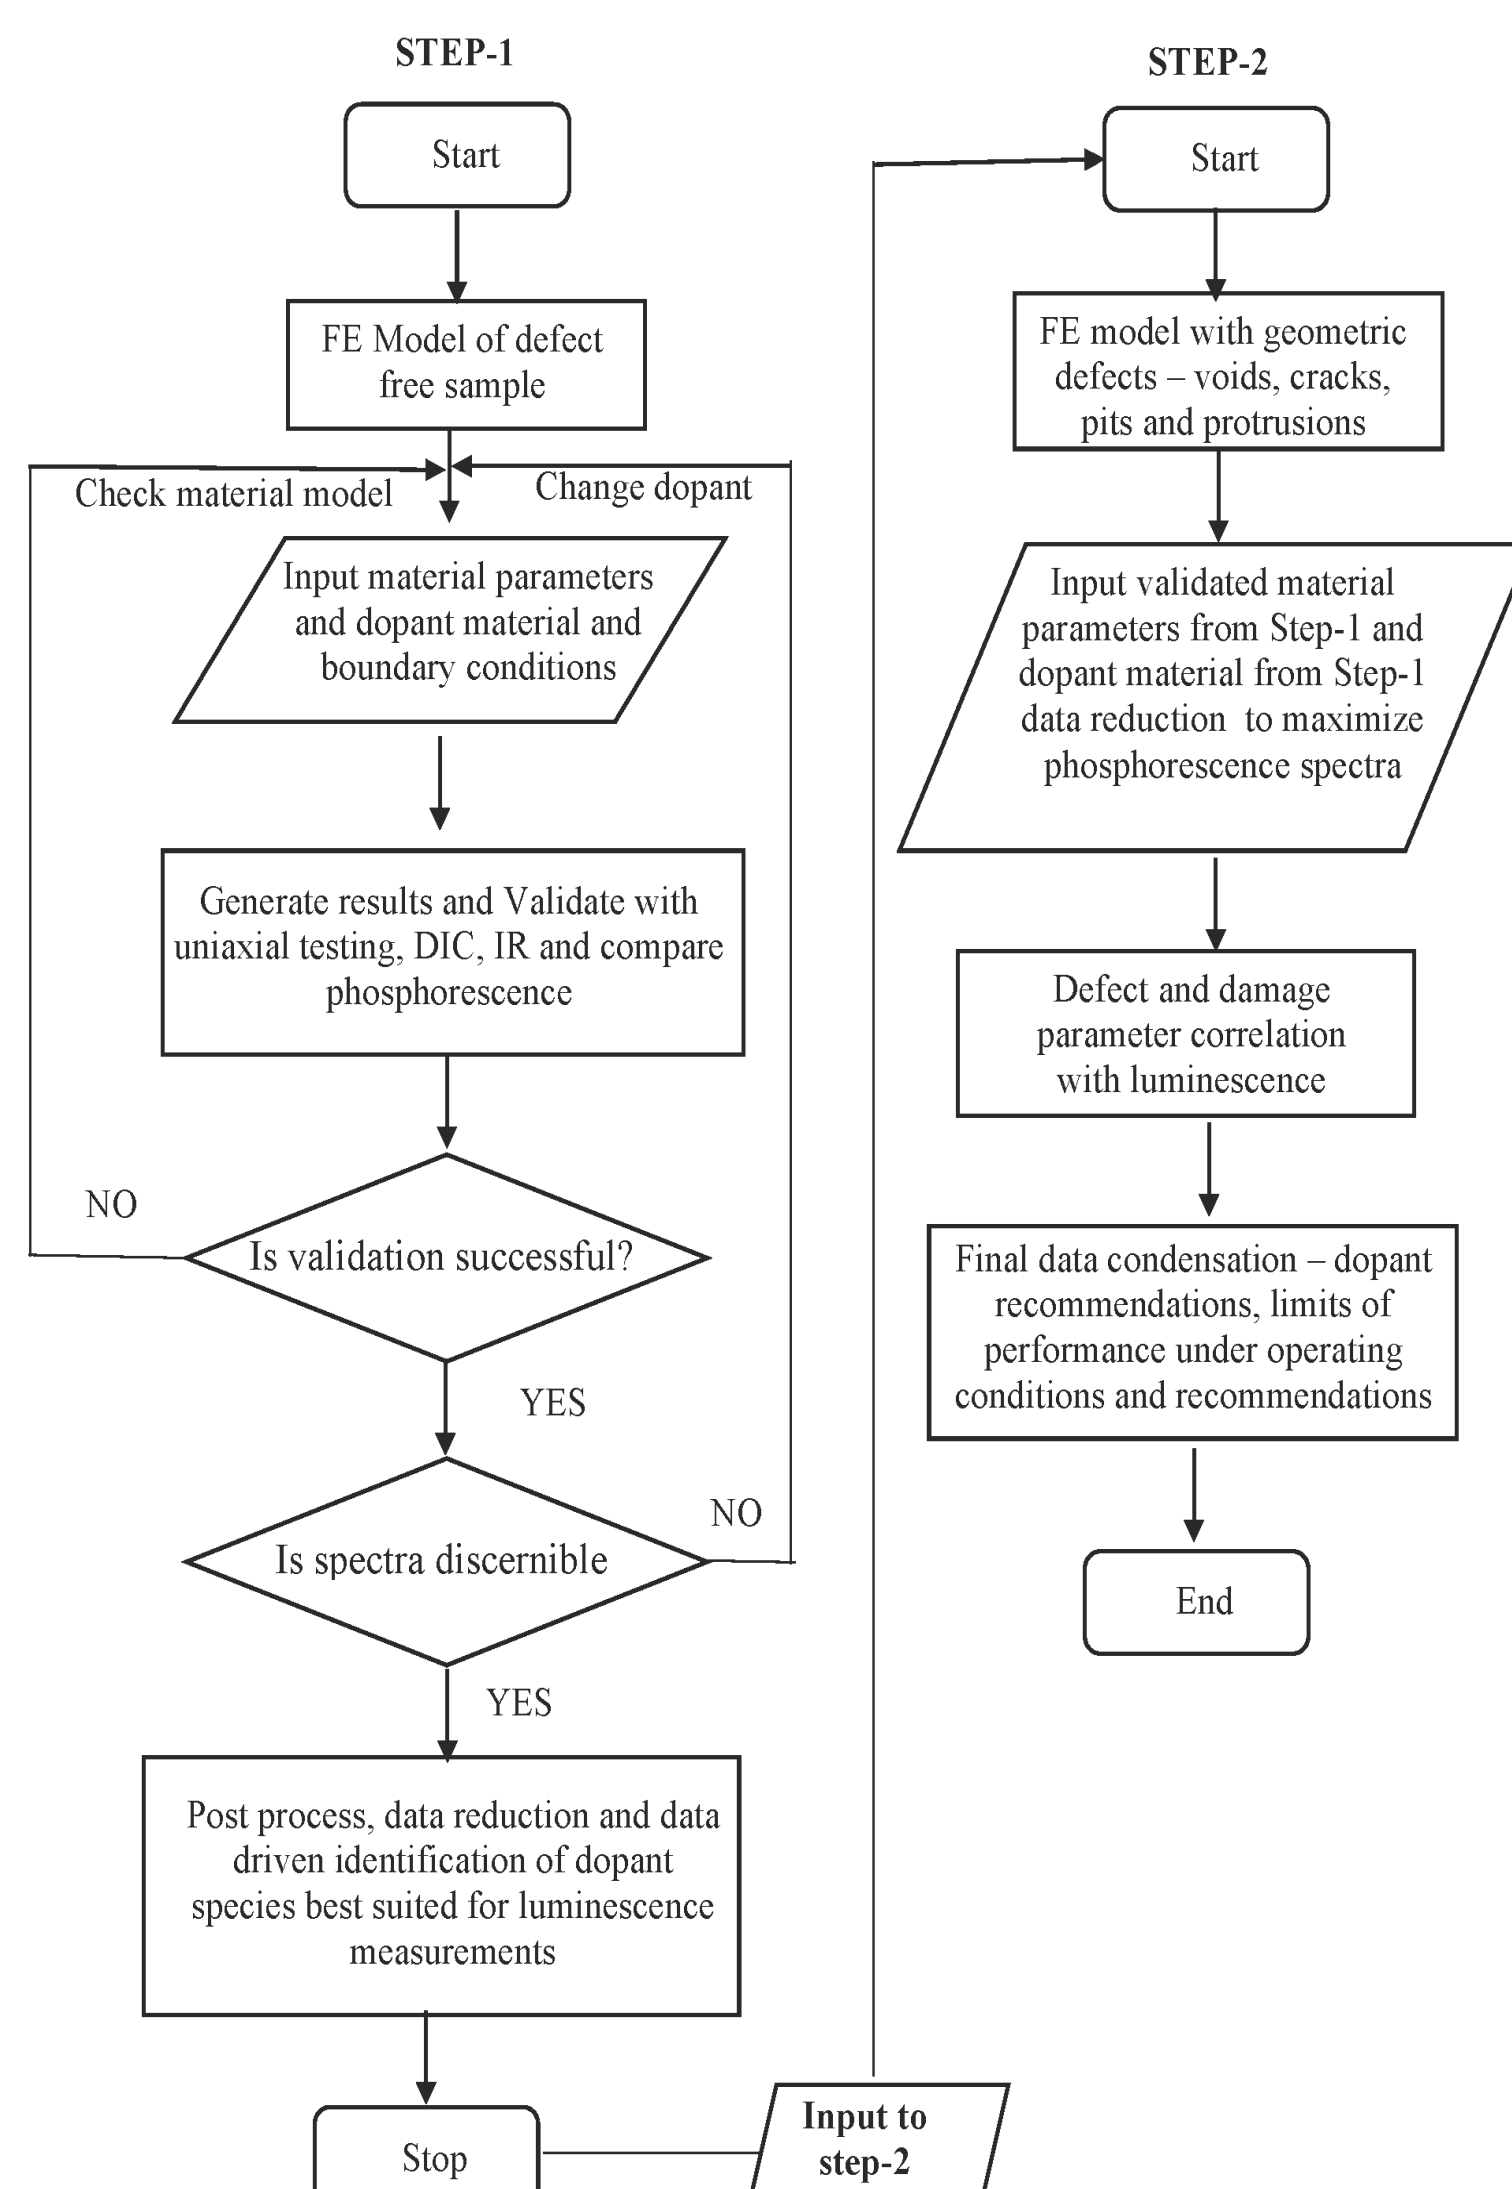 STEP-1
Start
FE Model of defect
free sample
Check material model
Change dopant
Input material parameters
and dopant material and
boundary conditions
Generate results and Validate with
uniaxial testing, DIC, IR and compare
phosphorescence
NO
Is validation successful?
YES
NO
Is spectra discernible
YES
Post process, data reduction and data
driven identification of dopant
species best suited for luminescence
measurements
Stop
Input to
step-2
STEP-2
Start
FE model with geometric
defects – voids, cracks,
pits and protrusions
Input validated material
parameters from Step-1 and
dopant material from Step-1
data reduction to maximize
phosphorescence spectra
Defect and damage
parameter correlation
with luminescence
Final data condensation – dopant
recommendations, limits of
performance under operating
conditions and recommendations
End